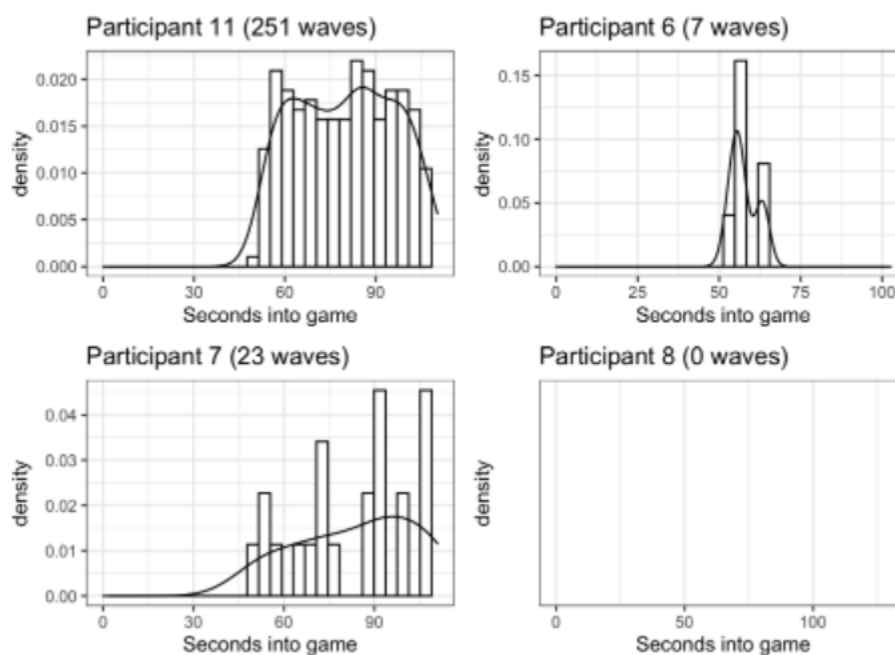 Participant 11 (251 waves)
density
0.020
0.015
0.010
0.005
0.000
0
30
60
90
Seconds into game
Participant 6 (7 waves)
density
0.15
0.10
0.05
0.00
0
25
50
75
100
Seconds into game
Participant 7 (23 waves)
density
0.04
0.03
0.02
0.01
0.00
0
30
60
90
Seconds into game
Participant 8 (0 waves)
density
0
50
100
Seconds into game